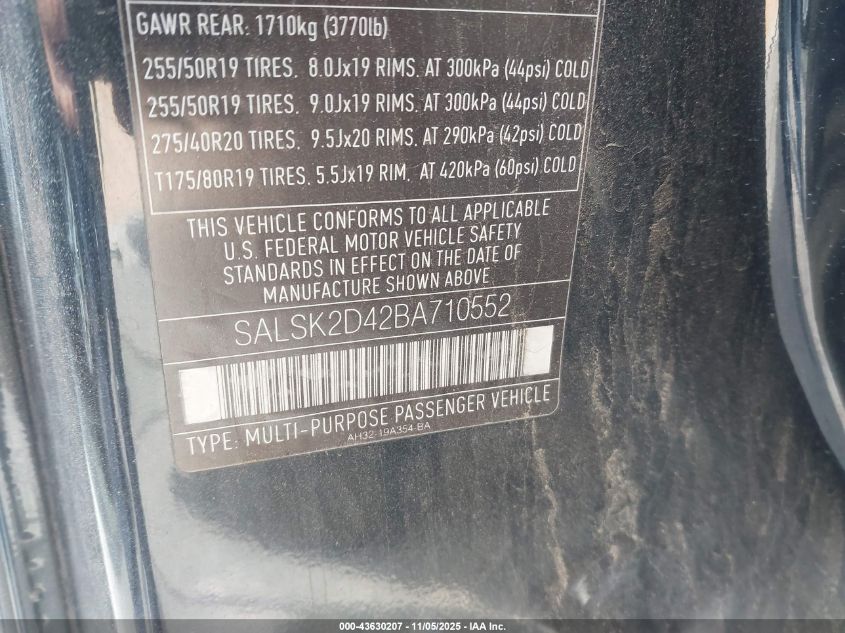 GAWR REAR: 1710kg (3770lb)
255/50R19 TIRES. 8.0Jx19 RIMS. AT 300kPa (44psi) COLD
255/50R19 TIRES. 9.0Jx19 RIMS. AT 300kPa (44psi) COLD
275/40R20 TIRES. 9.5Jx20 RIMS. AT 290kPa (42psi) COLD
T175/80R19 TIRES. 5.5Jx19 RIM. AT 420kPa (60psi) COLD
THIS VEHICLE CONFORMS TO ALL APPLICABLE
U.S. FEDERAL MOTOR VEHICLE SAFETY
STANDARDS IN EFFECT ON THE DATE OF
MANUFACTURE SHOWN ABOVE
SALSK2D42BA710552
TYPE: MULTI-PURPOSE PASSENGER VEHICLE
AH32-19A354-BA
000-43630207 - 11/05/2025 - IAA Inc.